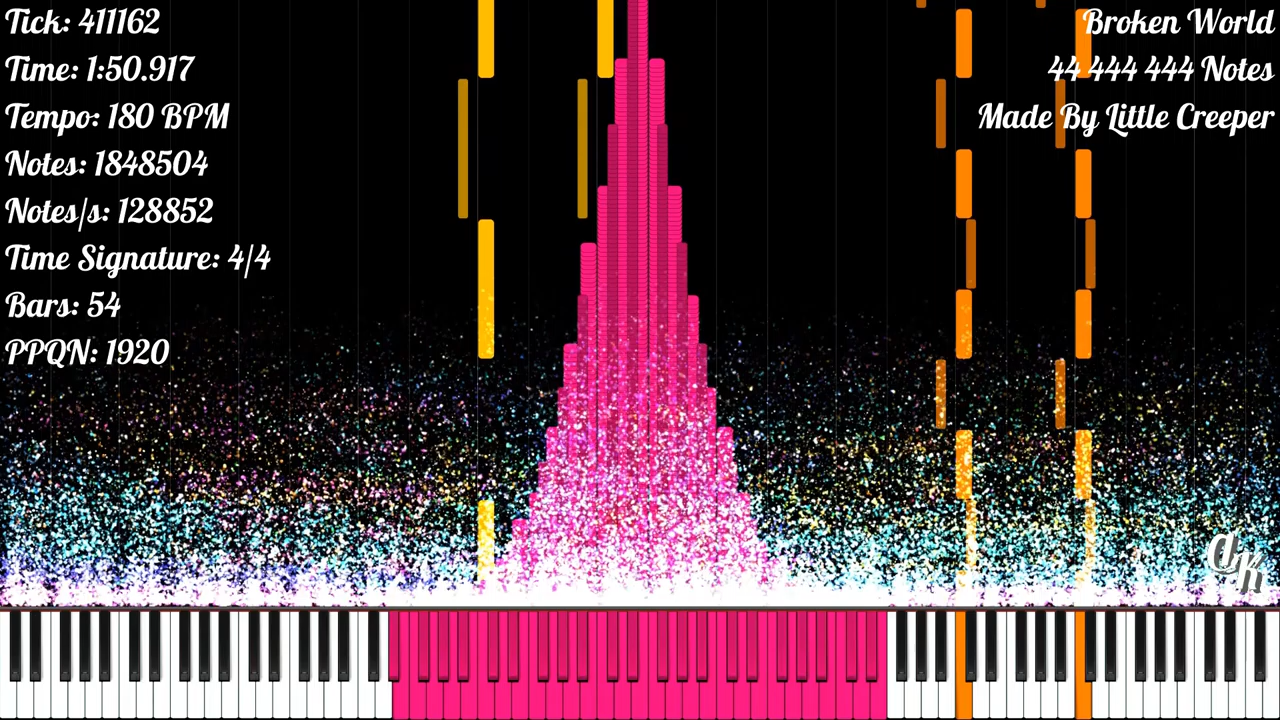 Tick: 411162
Time: 1:50.917
Tempo: 180 BPM
Notes: 1848504
Notes/s: 128852
Time Signature: 4/4
Bars: 54
PPQN: 1920
Broken World
44 444 444 Notes
Made By Little Creeper